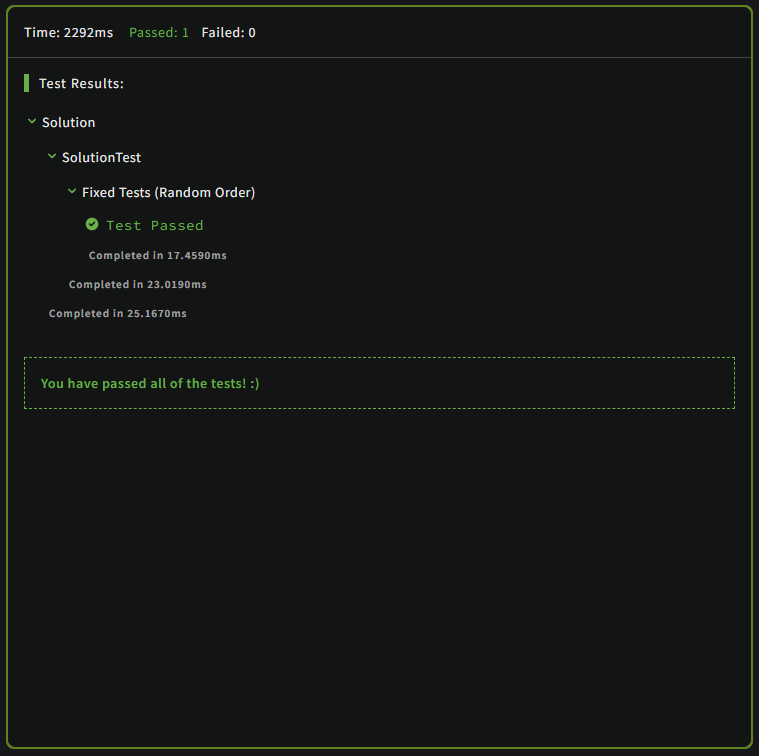 Time: 2292ms Passed: 1 Failed: 0
Test Results:
Solution
SolutionTest
Fixed Tests (Random Order)
Test Passed
Completed in 17.4590ms
Completed in 23.0190ms
Completed in 25.1670ms
You have passed all of the tests! :)